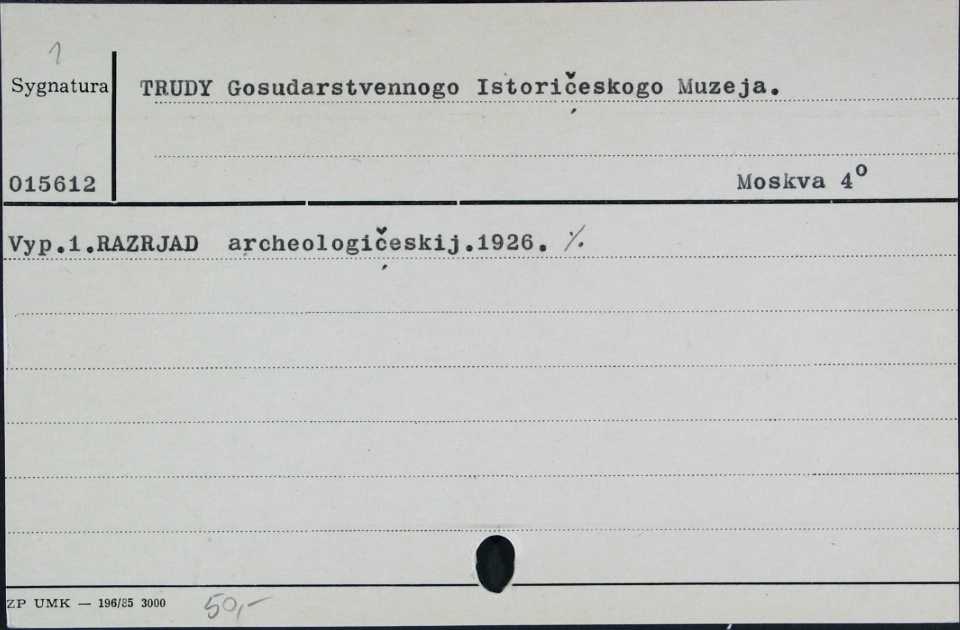 1
Sygnatura
TRUDY Gosudarstvennogo Istoričeskogo Muzeja.
015612
Moskva 4⁰
Vyp.1.RAZRJAD archeologičeskij.1926. ⁒
ZP UMK — 196/85 3000
50,-